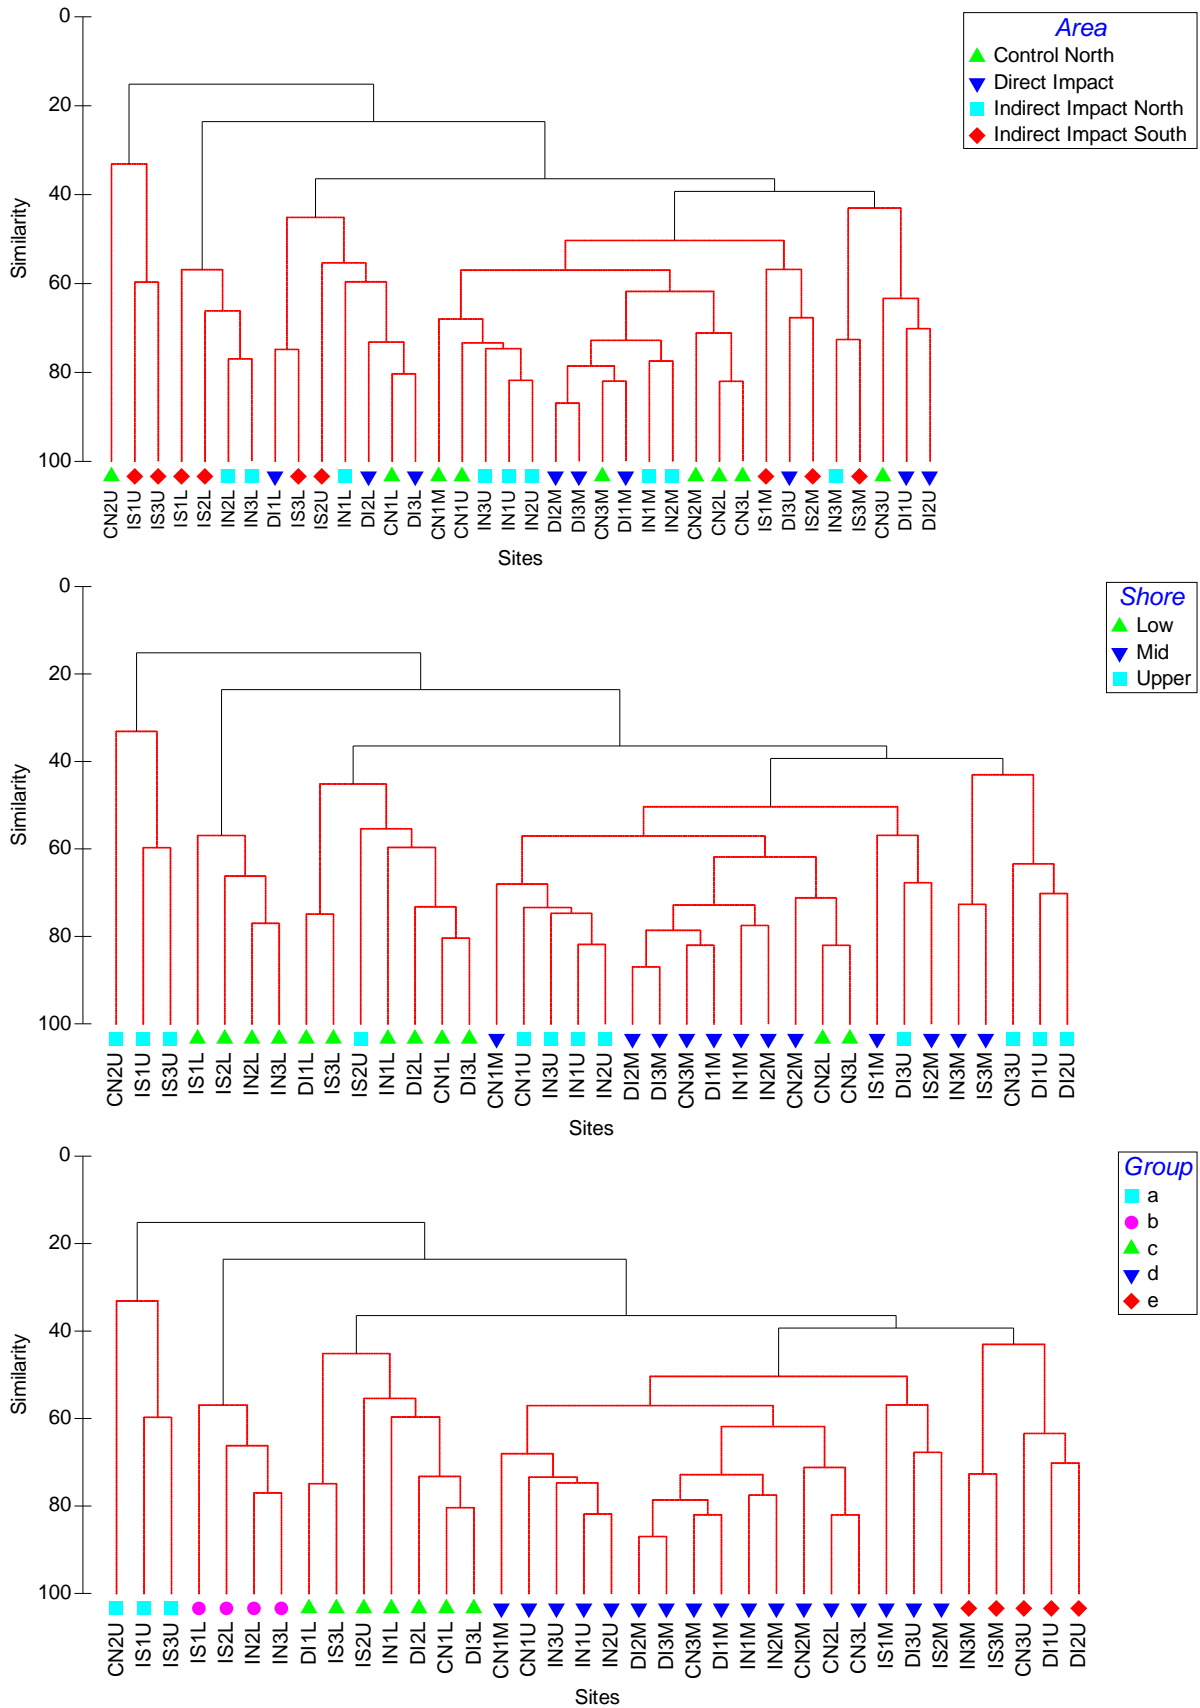 0
20
40
60
80
100
Similarity
Area
Control North
Direct Impact
Indirect Impact North
Indirect Impact South
CN2U
IS1U
IS3U
IS1L
IS2L
IN2L
IN3L
DI1L
IS3L
IS2U
IN1L
DI2L
CN1L
DI3L
CN1M
CN1U
IN3U
IN1U
IN2U
DI2M
DI3M
CN3M
DI1M
IN1M
IN2M
CN2M
CN2L
CN3L
IS1M
DI3U
IS2M
IN3M
IS3M
CN3U
DI1U
DI2U
Sites
0
20
40
60
80
100
Similarity
Shore
Low
Mid
Upper
CN2U
IS1U
IS3U
IS1L
IS2L
IN2L
IN3L
DI1L
IS3L
IS2U
IN1L
DI2L
CN1L
DI3L
CN1M
CN1U
IN3U
IN1U
IN2U
DI2M
DI3M
CN3M
DI1M
IN1M
IN2M
CN2M
CN2L
CN3L
IS1M
DI3U
IS2M
IN3M
IS3M
CN3U
DI1U
DI2U
Sites
0
20
40
60
80
100
Similarity
Group
a
b
c
d
e
CN2U
IS1U
IS3U
IS1L
IS2L
IN2L
IN3L
DI1L
IS3L
IS2U
IN1L
DI2L
CN1L
DI3L
CN1M
CN1U
IN3U
IN1U
IN2U
DI2M
DI3M
CN3M
DI1M
IN1M
IN2M
CN2M
CN2L
CN3L
IS1M
DI3U
IS2M
IN3M
IS3M
CN3U
DI1U
DI2U
Sites